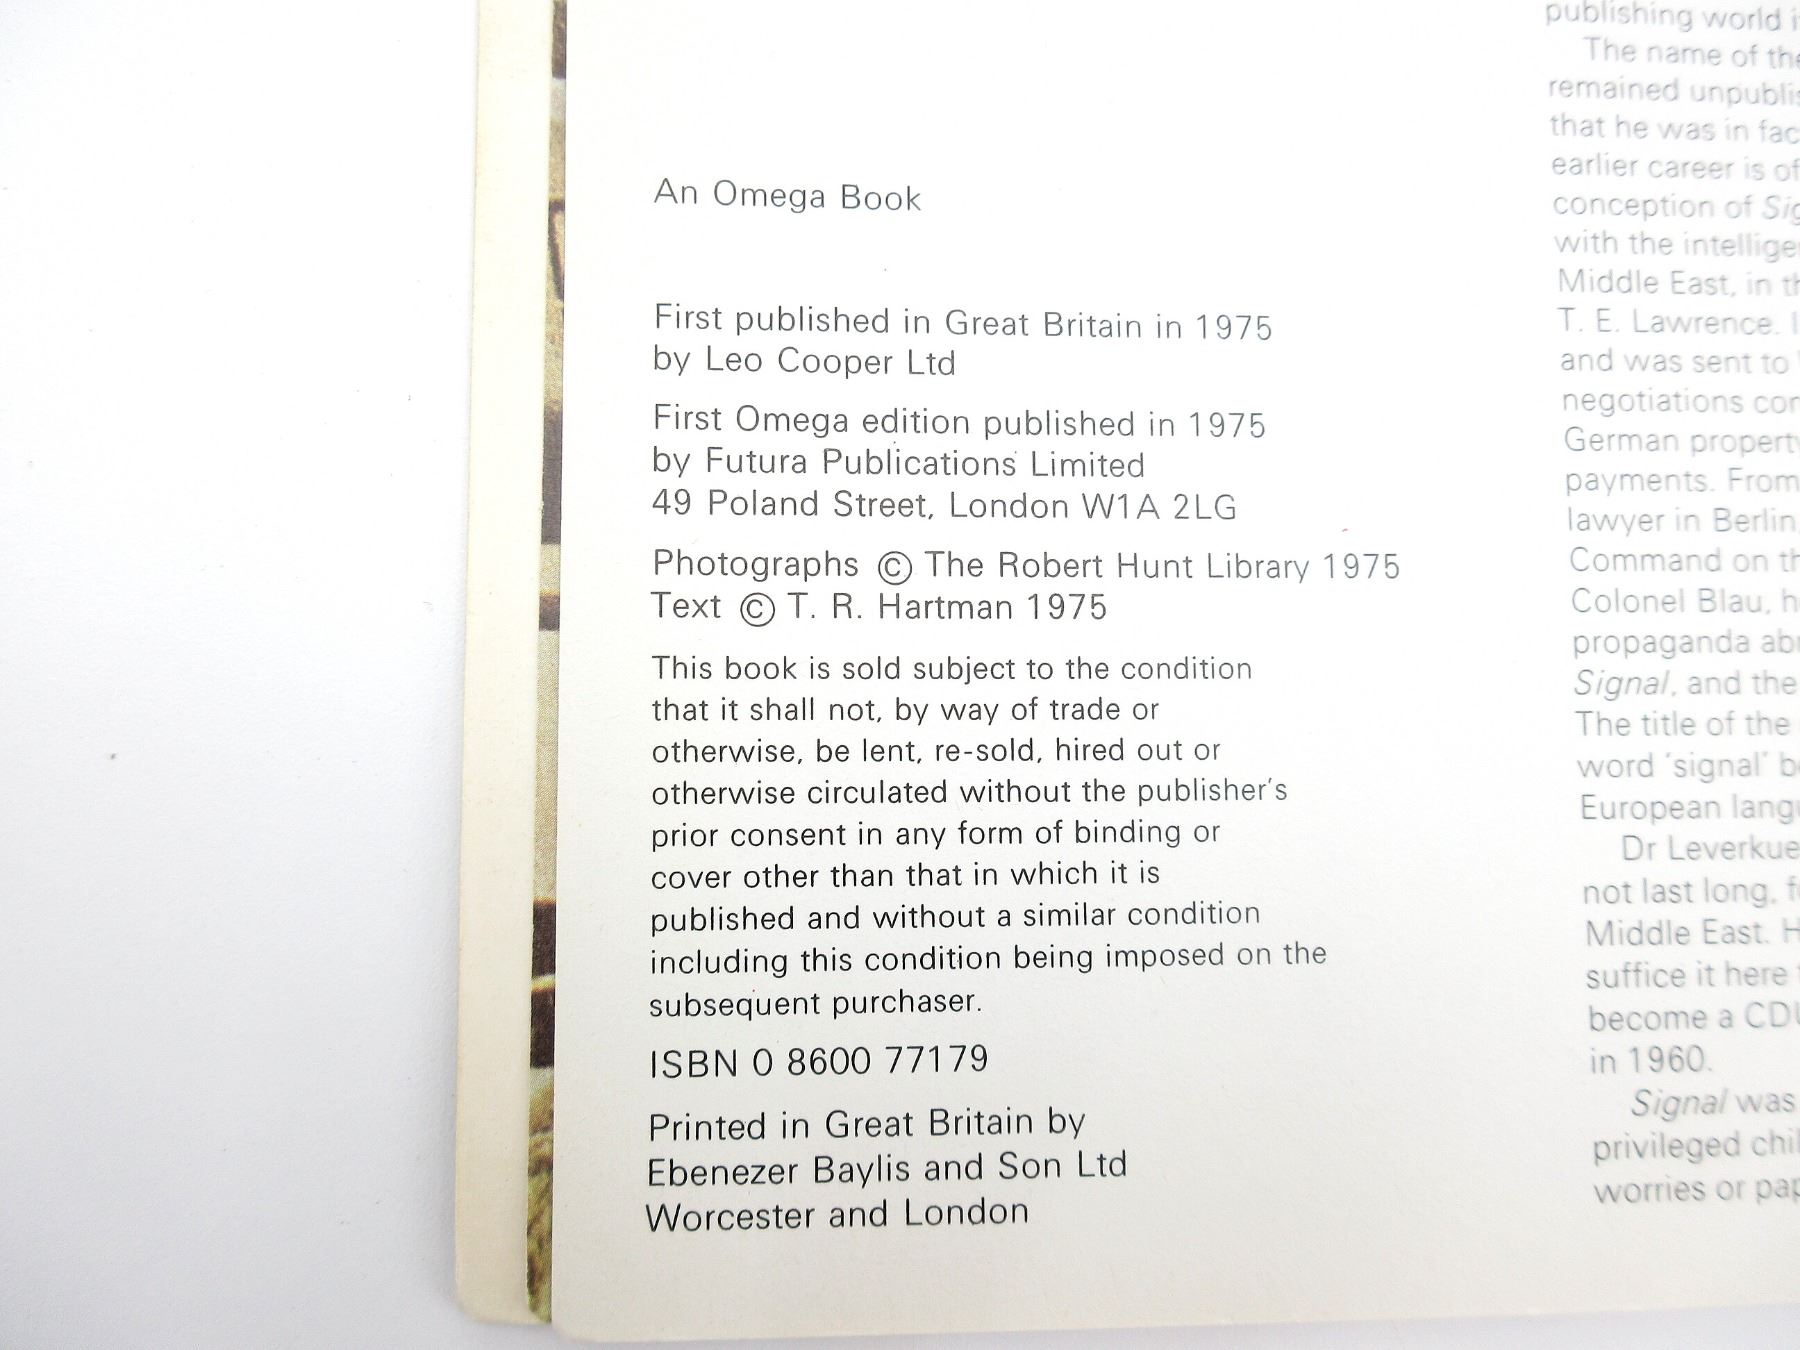 An Omega Book
First published in Great Britain in 1975
by Leo Cooper Ltd
First Omega edition published in 1975
by Futura Publications Limited
49 Poland Street, London W1A 2LG
Photographs © The Robert Hunt Library 1975
Text © T. R. Hartman 1975
This book is sold subject to the condition
that it shall not, by way of trade or
otherwise, be lent, re-sold, hired out or
otherwise circulated without the publisher's
prior consent in any form of binding or
cover other than that in which it is
published and without a similar condition
including this condition being imposed on the
subsequent purchaser.
ISBN 0 8600 77179
Printed in Great Britain by
Ebenezer Baylis and Son Ltd
Worcester and London
publishing world
The name of
remained
that he was in
earlier career is
conception of
with the
Middle East, in
T. E. Lawrence.
and was sent to
negotiations
German property
payments. From
lawyer in Berlin
Command on
Colonel Blau,
propaganda
Signal, and the
The title of the
word 'signal'
European
Dr
not last long,
Middle East.
suffice it here
become a
in 1960.
Signal was
privileged
worries or